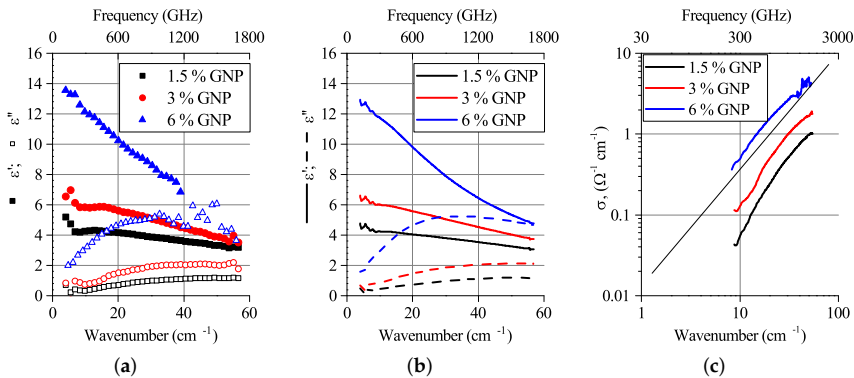 Frequency (GHz)
0 600 1200 1800
16
14
12
10
8
6
4
2
0
ε'; ε''
1.5 % GNP
3 % GNP
6 % GNP
0 20 40 60
Wavenumber (cm -1)
(a)
Frequency (GHz)
0 600 1200 1800
16
14
12
10
8
6
4
2
0
ε'; ε''
1.5 % GNP
3 % GNP
6 % GNP
0 20 40 60
Wavenumber (cm -1)
(b)
Frequency (GHz)
30 300 3000
10
1
0.1
0.01
σ, (Ω-1 cm-1)
1.5 % GNP
3 % GNP
6 % GNP
1 10 100
Wavenumber (cm -1)
(c)